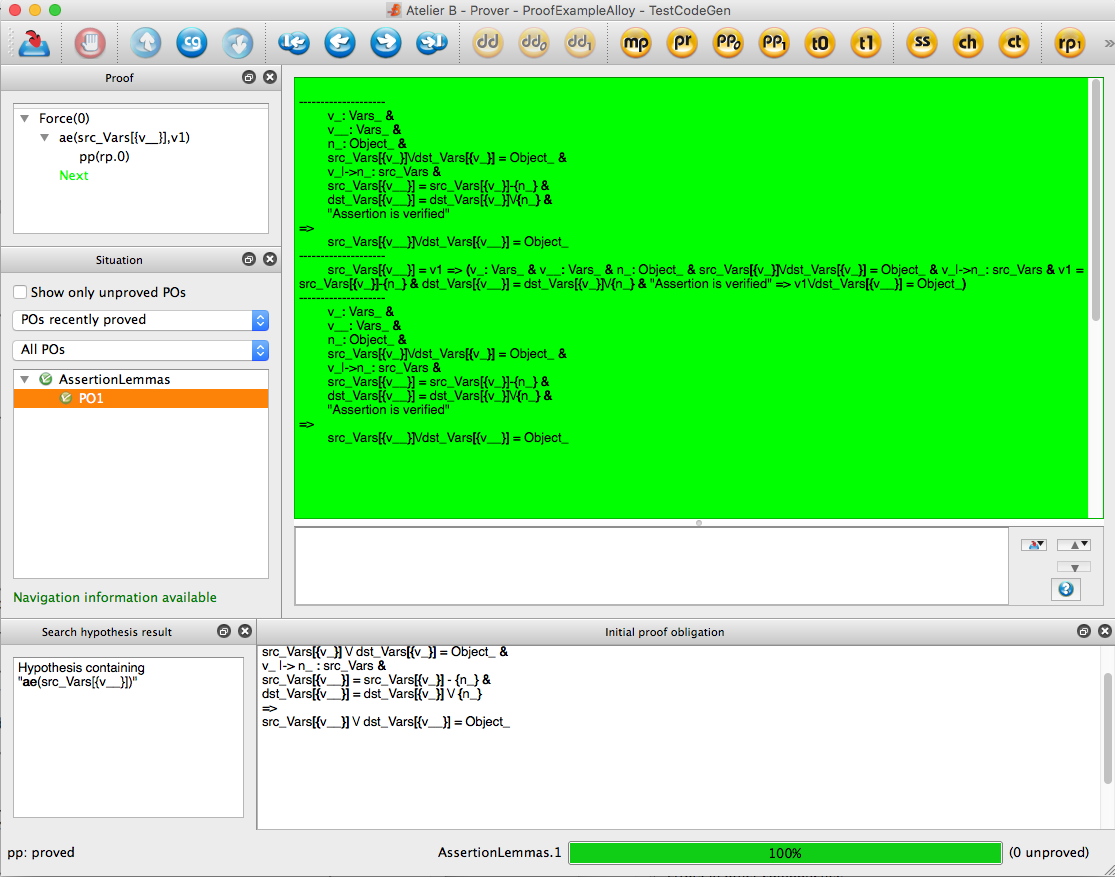 Atelier B - Prover - ProofExampleAlloy - TestCodeGen
cg
dd
dd0
dd1
mp
pr
PP0
PP1
t0
t1
ss
ch
ct
rp1
»
Proof
Force(0)
ae(src_Vars[{v__}],v1)
pp(rp.0)
Next
Situation
Show only unproved POs
POs recently proved
All POs
AssertionLemmas
PO1
Navigation information available
--------------------
v_: Vars_ &
v__: Vars_ &
n_: Object_ &
src_Vars[{v_}]\/dst_Vars[{v_}] = Object_ &
v_|->n_: src_Vars &
src_Vars[{v__}] = src_Vars[{v_}]-{n_} &
dst_Vars[{v__}] = dst_Vars[{v_}]\/{n_} &
"Assertion is verified"
=>
src_Vars[{v__}]\/dst_Vars[{v__}] = Object_
--------------------
src_Vars[{v__}] = v1 => (v_: Vars_ & v__: Vars_ & n_: Object_ & src_Vars[{v_}]\/dst_Vars[{v_}] = Object_ & v_|->n_: src_Vars & v1 =
src_Vars[{v_}]-{n_} & dst_Vars[{v__}] = dst_Vars[{v_}]\/{n_} & "Assertion is verified" => v1\/dst_Vars[{v__}] = Object_)
--------------------
v_: Vars_ &
v__: Vars_ &
n_: Object_ &
src_Vars[{v_}]\/dst_Vars[{v_}] = Object_ &
v_|->n_: src_Vars &
src_Vars[{v__}] = src_Vars[{v_}]-{n_} &
dst_Vars[{v__}] = dst_Vars[{v_}]\/{n_} &
"Assertion is verified"
=>
src_Vars[{v__}]\/dst_Vars[{v__}] = Object_
?
Search hypothesis result
Hypothesis containing
"ae(src_Vars[{v__}])"
Initial proof obligation
src_Vars[{v_}] \/ dst_Vars[{v_}] = Object_ &
v_ |-> n_ : src_Vars &
src_Vars[{v__}] = src_Vars[{v_}] - {n_} &
dst_Vars[{v__}] = dst_Vars[{v_}] \/ {n_}
=>
src_Vars[{v__}] \/ dst_Vars[{v__}] = Object_
pp: proved
AssertionLemmas.1
100%
(0 unproved)